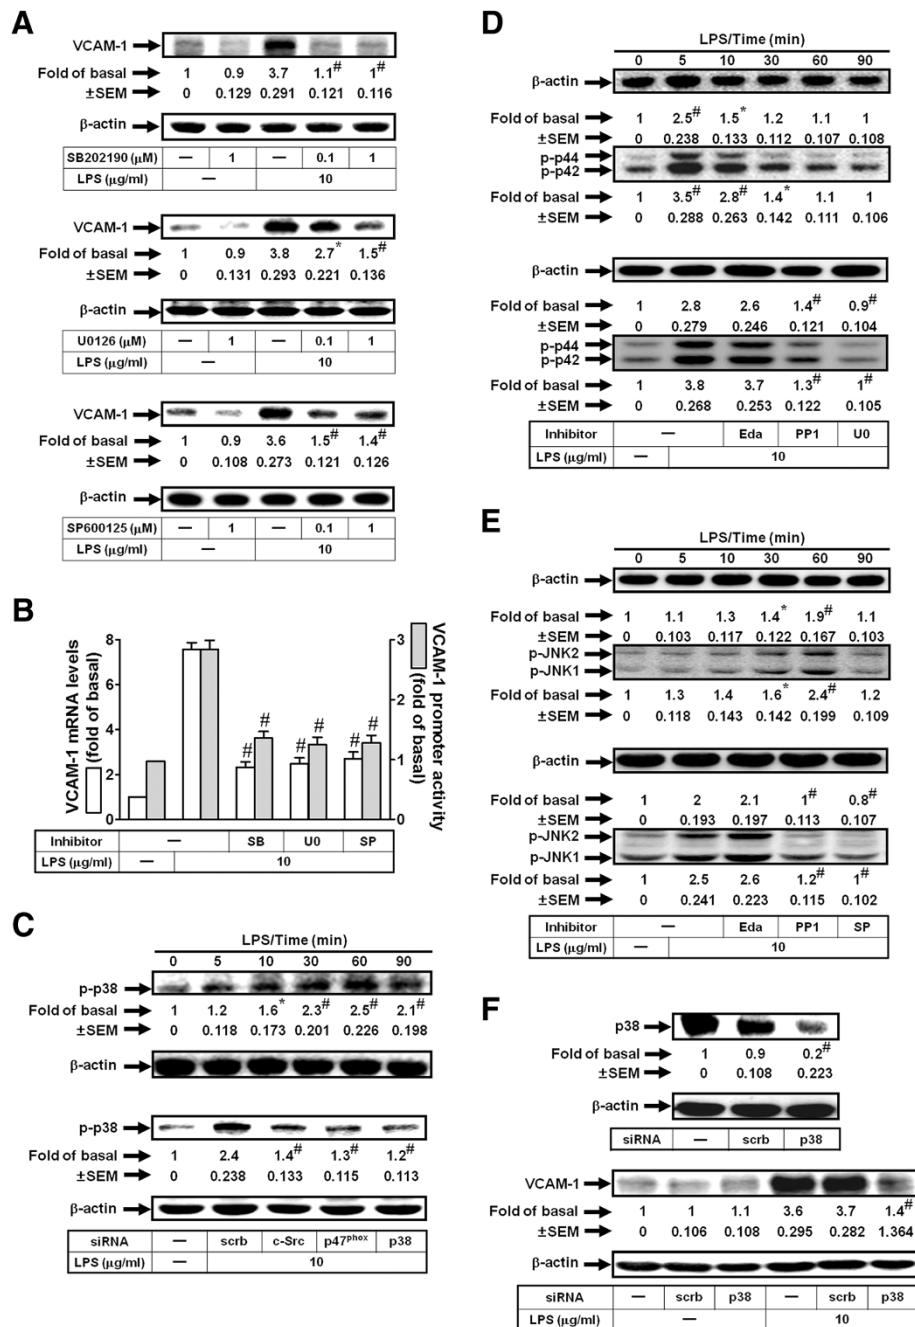 A
VCAM-1
Fold of basal 1 0.9 3.7 1.1# 1#
±SEM 0 0.129 0.291 0.121 0.116
β-actin
SB202190 (μM) — 1 — 0.1 1
LPS (μg/ml) — 10
VCAM-1
Fold of basal 1 0.9 3.8 2.7* 1.5#
±SEM 0 0.131 0.293 0.221 0.136
β-actin
U0126 (μM) — 1 — 0.1 1
LPS (μg/ml) — 10
VCAM-1
Fold of basal 1 0.9 3.6 1.5# 1.4#
±SEM 0 0.108 0.273 0.121 0.126
β-actin
SP600125 (μM) — 1 — 0.1 1
LPS (μg/ml) — 10
B
VCAM-1 mRNA levels
(fold of basal)
8
6
4
2
0
# # # # # #
3
2
1
0
VCAM-1 promoter activity
(fold of basal)
Inhibitor — SB U0 SP
LPS (μg/ml) — 10
C
LPS/Time (min)
0 5 10 30 60 90
p-p38
Fold of basal 1 1.2 1.6* 2.3# 2.5# 2.1#
±SEM 0 0.118 0.173 0.201 0.226 0.198
β-actin
p-p38
Fold of basal 1 2.4 1.4# 1.3# 1.2#
±SEM 0 0.238 0.133 0.115 0.113
β-actin
siRNA — scrb c-Src p47phox p38
LPS (μg/ml) — 10
D
LPS/Time (min)
0 5 10 30 60 90
β-actin
Fold of basal 1 2.5# 1.5* 1.2 1.1 1
±SEM 0 0.238 0.133 0.112 0.107 0.108
p-p44
p-p42
Fold of basal 1 3.5# 2.8# 1.4* 1.1 1
±SEM 0 0.288 0.263 0.142 0.111 0.106
β-actin
Fold of basal 1 2.8 2.6 1.4# 0.9#
±SEM 0 0.279 0.246 0.121 0.104
p-p44
p-p42
Fold of basal 1 3.8 3.7 1.3# 1#
±SEM 0 0.268 0.253 0.122 0.105
Inhibitor — Eda PP1 U0
LPS (μg/ml) — 10
E
LPS/Time (min)
0 5 10 30 60 90
β-actin
Fold of basal 1 1.1 1.3 1.4* 1.9# 1.1
±SEM 0 0.103 0.117 0.122 0.167 0.103
p-JNK2
p-JNK1
Fold of basal 1 1.3 1.4 1.6* 2.4# 1.2
±SEM 0 0.118 0.143 0.142 0.199 0.109
β-actin
Fold of basal 1 2 2.1 1# 0.8#
±SEM 0 0.193 0.197 0.113 0.107
p-JNK2
p-JNK1
Fold of basal 1 2.5 2.6 1.2# 1#
±SEM 0 0.241 0.223 0.115 0.102
Inhibitor — Eda PP1 SP
LPS (μg/ml) — 10
F
p38
Fold of basal 1 0.9 0.2#
±SEM 0 0.108 0.223
β-actin
siRNA — scrb p38
VCAM-1
Fold of basal 1 1 1.1 3.6 3.7 1.4#
±SEM 0 0.106 0.108 0.295 0.282 1.364
β-actin
siRNA — scrb p38 — scrb p38
LPS (μg/ml) — 10